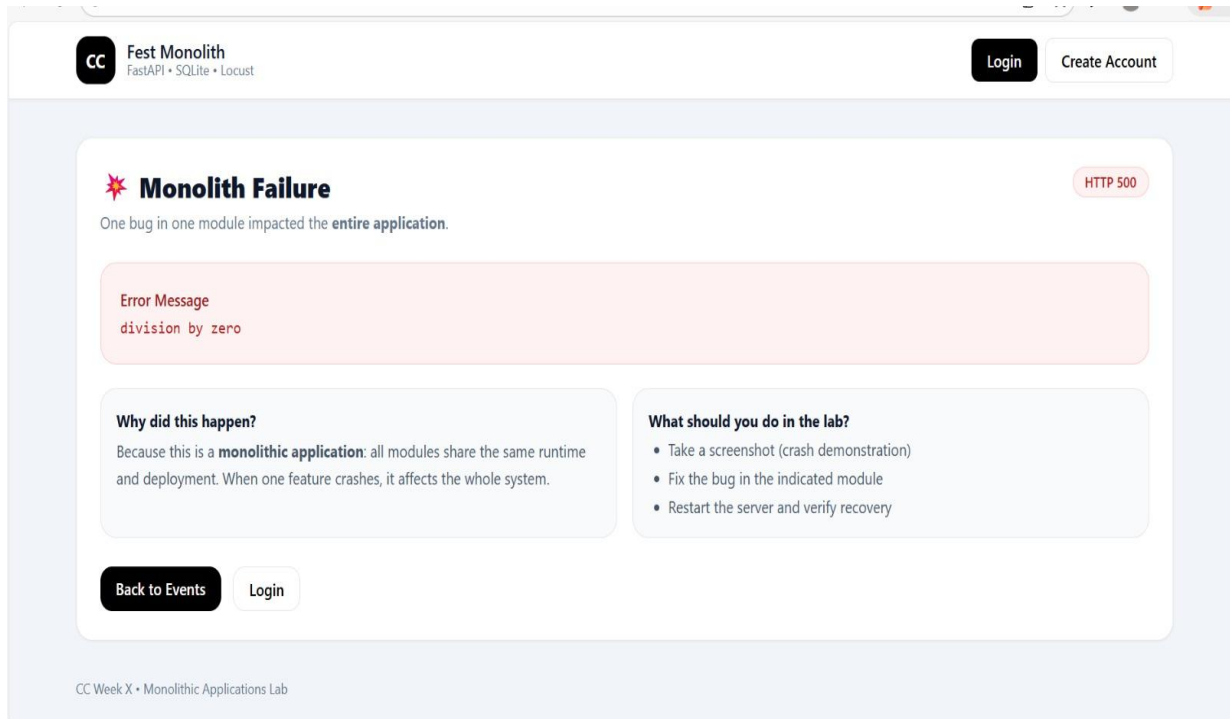 CC
Fest Monolith
FastAPI • SQLite • Locust
Login
Create Account
Monolith Failure
HTTP 500
One bug in one module impacted the entire application.
Error Message
division by zero
Why did this happen?
Because this is a monolithic application: all modules share the same runtime
and deployment. When one feature crashes, it affects the whole system.
What should you do in the lab?
• Take a screenshot (crash demonstration)
• Fix the bug in the indicated module
• Restart the server and verify recovery
Back to Events
Login
CC Week X • Monolithic Applications Lab